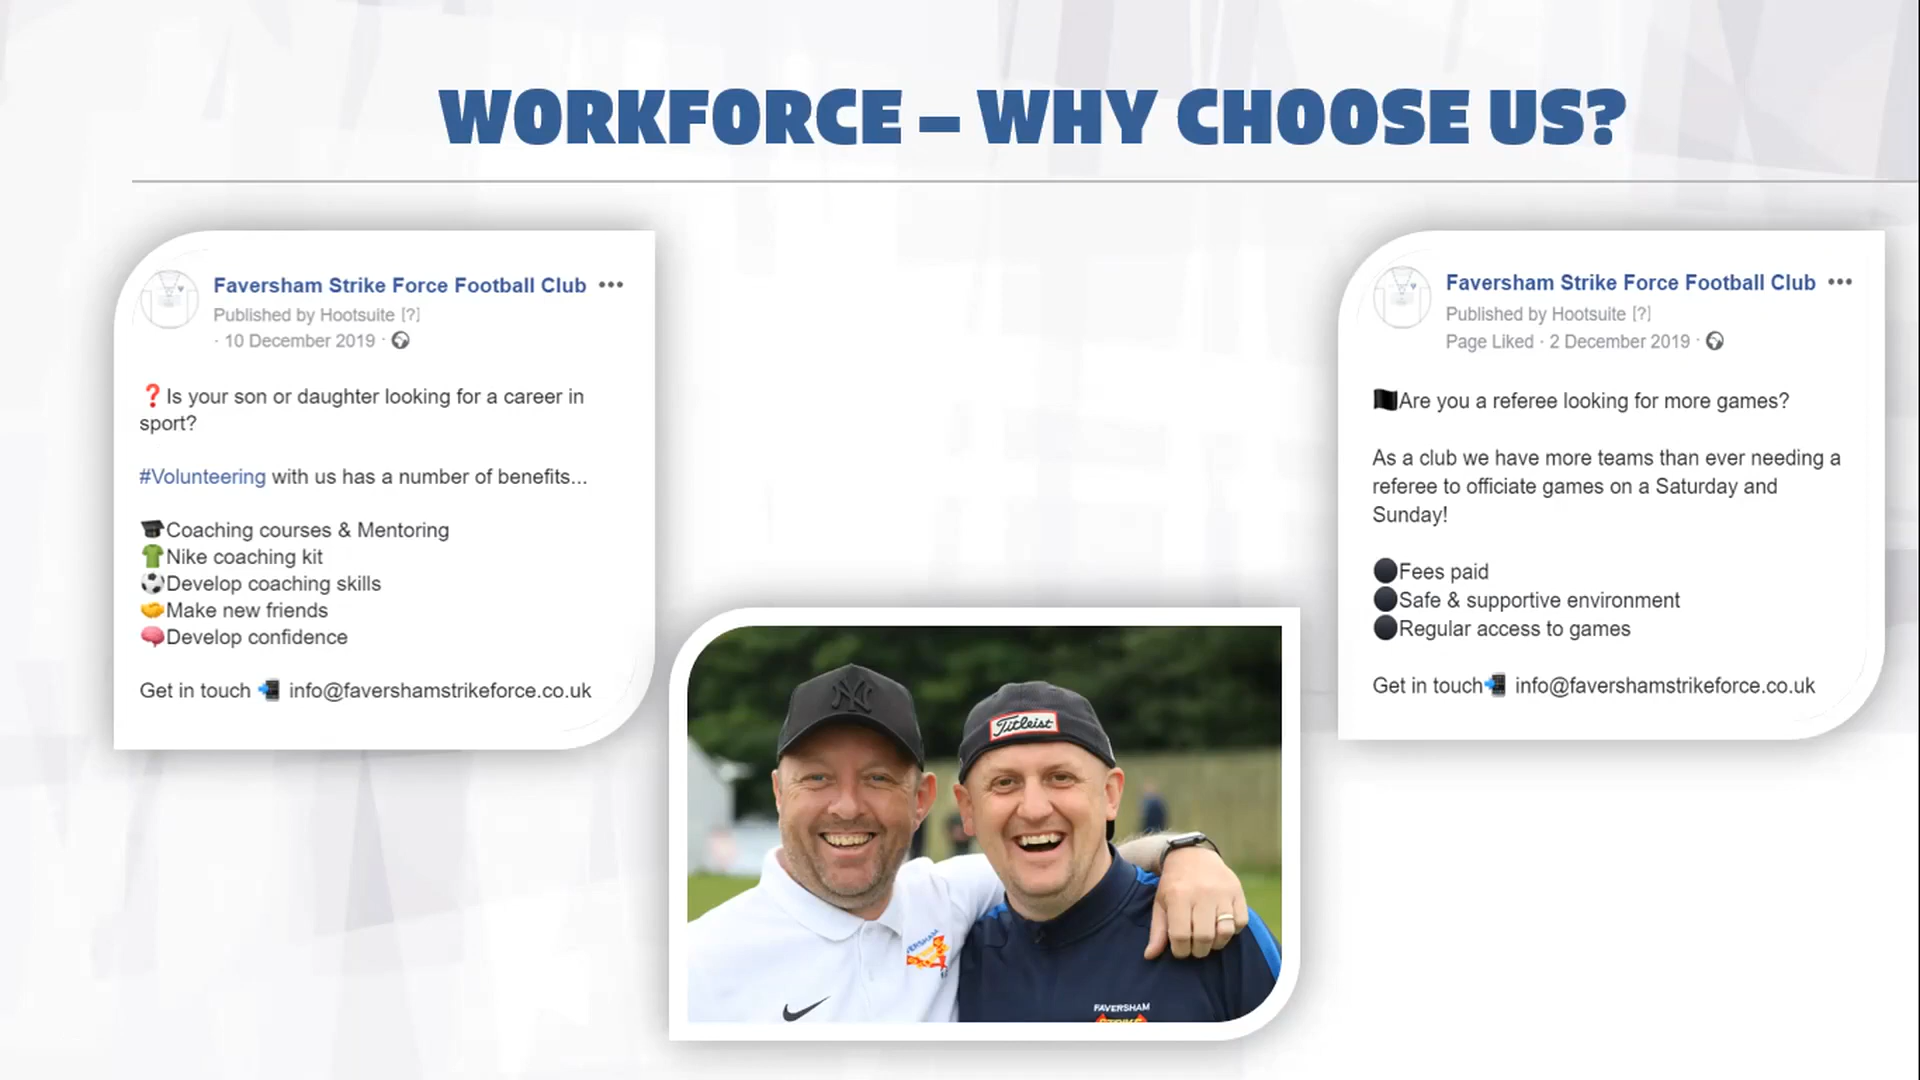 WORKFORCE – WHY CHOOSE US?
Faversham Strike Force Football Club
Published by Hootsuite [?]
· 10 December 2019 ·
❓Is your son or daughter looking for a career in
sport?
#Volunteering with us has a number of benefits...
🎓Coaching courses & Mentoring
👕Nike coaching kit
⚽Develop coaching skills
🤝Make new friends
🧠Develop confidence
Get in touch 📲 info@favershamstrikeforce.co.uk
Faversham Strike Force Football Club
Published by Hootsuite [?]
Page Liked · 2 December 2019 ·
🏴Are you a referee looking for more games?
As a club we have more teams than ever needing a
referee to officiate games on a Saturday and
Sunday!
⚫Fees paid
⚫Safe & supportive environment
⚫Regular access to games
Get in touch📲 info@favershamstrikeforce.co.uk
NY
Titleist
FAVERSHAM
FAVERSHAM
STRIKE